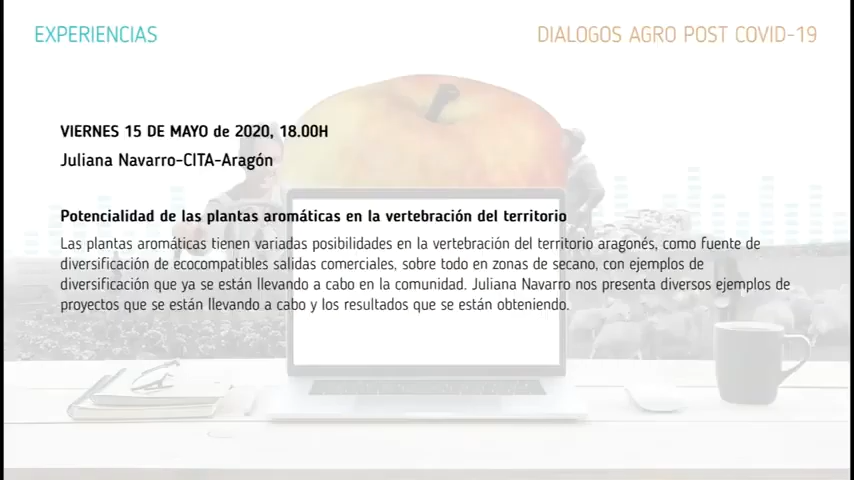 EXPERIENCIAS
DIALOGOS AGRO POST COVID-19
VIERNES 15 DE MAYO de 2020, 18.00H
Juliana Navarro-CITA-Aragón
Potencialidad de las plantas aromáticas en la vertebración del territorio
Las plantas aromáticas tienen variadas posibilidades en la vertebración del territorio aragonés, como fuente de
diversificación de ecocompatibles salidas comerciales, sobre todo en zonas de secano, con ejemplos de
diversificación que ya se están llevando a cabo en la comunidad. Juliana Navarro nos presenta diversos ejemplos de
proyectos que se están llevando a cabo y los resultados que se están obteniendo.